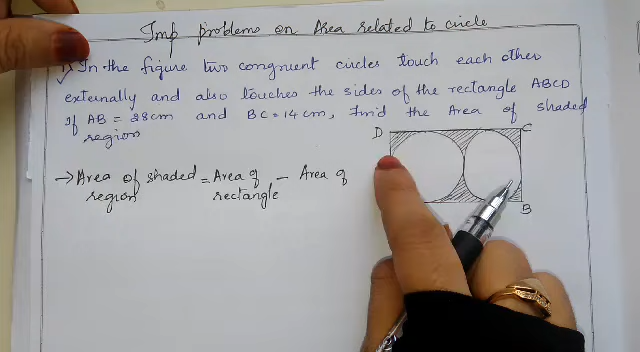 Imp problems on Area related to circle
1) In the figure two congruent circles touch each other
externally and also touches the sides of the rectangle ABCD
If AB = 28cm and BC = 14cm, Find the Area of shaded
region
D C
→ Area of shaded = Area of - Area of
region rectangle
B